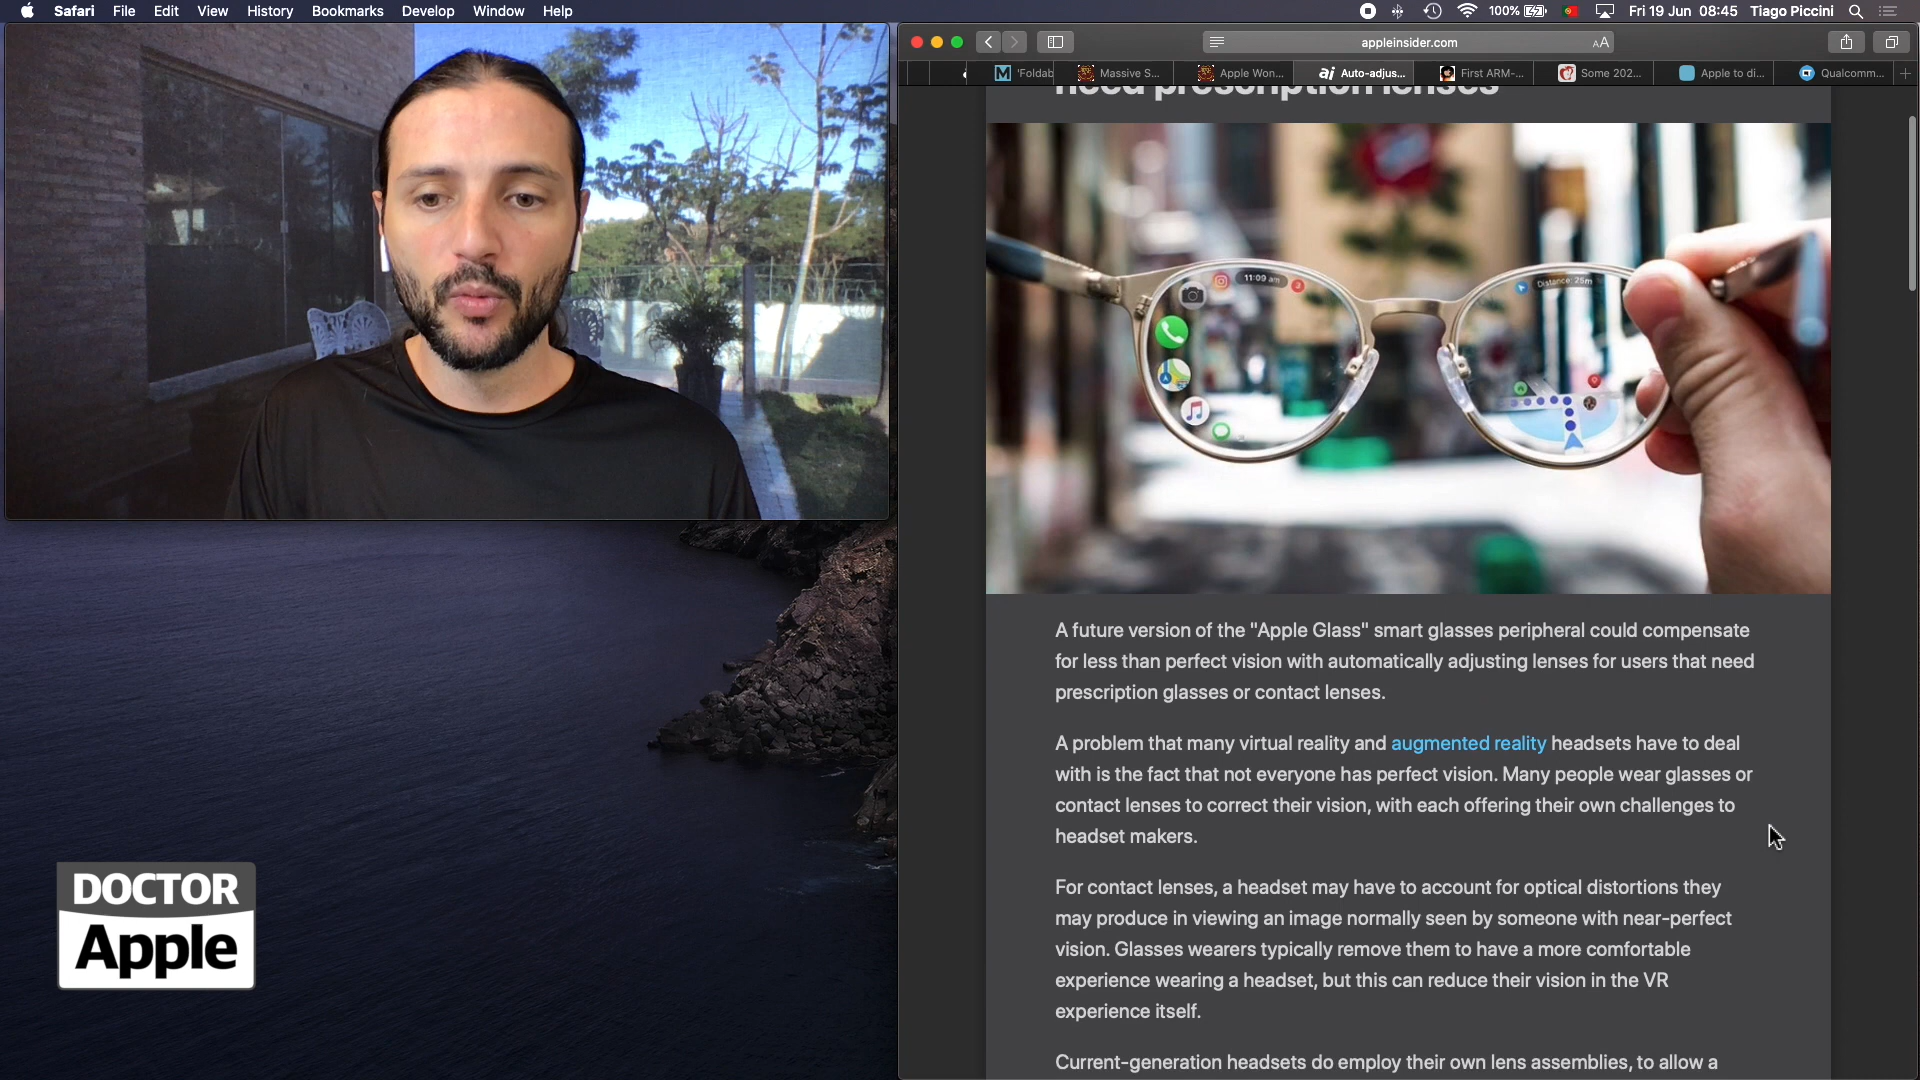 Safari File Edit View History Bookmarks Develop Window Help
100% Fri 19 Jun 08:45 Tiago Piccini
appleinsider.com AA
'Foldab Massive S... Apple Won... Auto-adjus... First ARM-... Some 202... Apple to di... Qualcomm...
need prescription lenses
11:09 am
Distance: 25m
A future version of the "Apple Glass" smart glasses peripheral could compensate
for less than perfect vision with automatically adjusting lenses for users that need
prescription glasses or contact lenses.
A problem that many virtual reality and augmented reality headsets have to deal
with is the fact that not everyone has perfect vision. Many people wear glasses or
contact lenses to correct their vision, with each offering their own challenges to
headset makers.
For contact lenses, a headset may have to account for optical distortions they
may produce in viewing an image normally seen by someone with near-perfect
vision. Glasses wearers typically remove them to have a more comfortable
experience wearing a headset, but this can reduce their vision in the VR
experience itself.
Current-generation headsets do employ their own lens assemblies, to allow a
DOCTOR
Apple